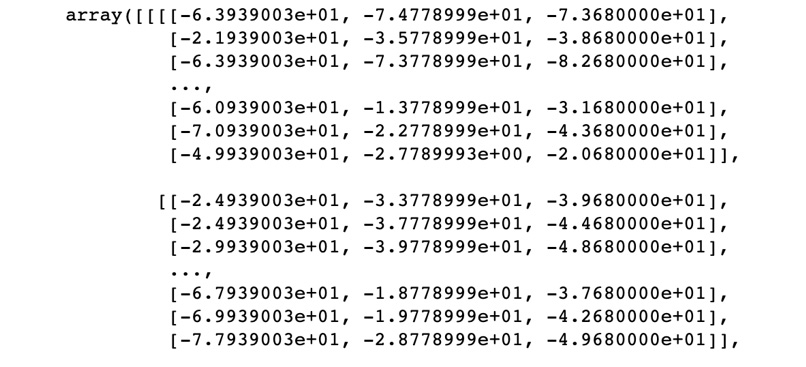 array([[[[-6.3939003e+01, -7.4778999e+01, -7.3680000e+01],
[-2.1939003e+01, -3.5778999e+01, -3.8680000e+01],
[-6.3939003e+01, -7.3778999e+01, -8.2680000e+01],
...,
[-6.0939003e+01, -1.3778999e+01, -3.1680000e+01],
[-7.0939003e+01, -2.2778999e+01, -4.3680000e+01],
[-4.9939003e+01, -2.7789993e+00, -2.0680000e+01]],
[[-2.4939003e+01, -3.3778999e+01, -3.9680000e+01],
[-2.4939003e+01, -3.7778999e+01, -4.4680000e+01],
[-2.9939003e+01, -3.9778999e+01, -4.8680000e+01],
...,
[-6.7939003e+01, -1.8778999e+01, -3.7680000e+01],
[-6.9939003e+01, -1.9778999e+01, -4.2680000e+01],
[-7.7939003e+01, -2.8778999e+01, -4.9680000e+01]],